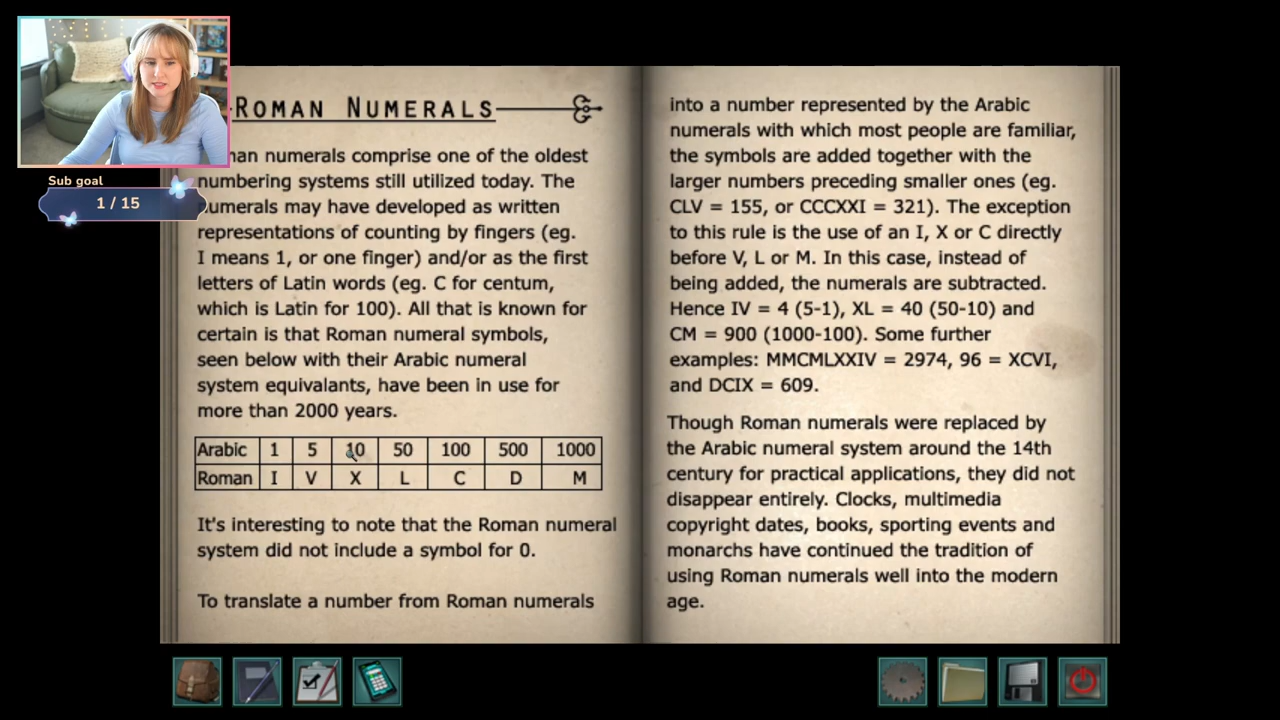 Sub goal
1 / 15
ROMAN NUMERALS
numerals comprise one of the oldest
numbering systems still utilized today. The
numerals may have developed as written
representations of counting by fingers (eg.
I means 1, or one finger) and/or as the first
letters of Latin words (eg. C for centum,
which is Latin for 100). All that is known for
certain is that Roman numeral symbols,
seen below with their Arabic numeral
system equivalants, have been in use for
more than 2000 years.
Arabic 1 5 10 50 100 500 1000
Roman I V X L C D M
It's interesting to note that the Roman numeral
system did not include a symbol for 0.
To translate a number from Roman numerals
into a number represented by the Arabic
numerals with which most people are familiar,
the symbols are added together with the
larger numbers preceding smaller ones (eg.
CLV = 155, or CCCXXI = 321). The exception
to this rule is the use of an I, X or C directly
before V, L or M. In this case, instead of
being added, the numerals are subtracted.
Hence IV = 4 (5-1), XL = 40 (50-10) and
CM = 900 (1000-100). Some further
examples: MMCMLXXIV = 2974, 96 = XCVI,
and DCIX = 609.
Though Roman numerals were replaced by
the Arabic numeral system around the 14th
century for practical applications, they did not
disappear entirely. Clocks, multimedia
copyright dates, books, sporting events and
monarchs have continued the tradition of
using Roman numerals well into the modern
age.